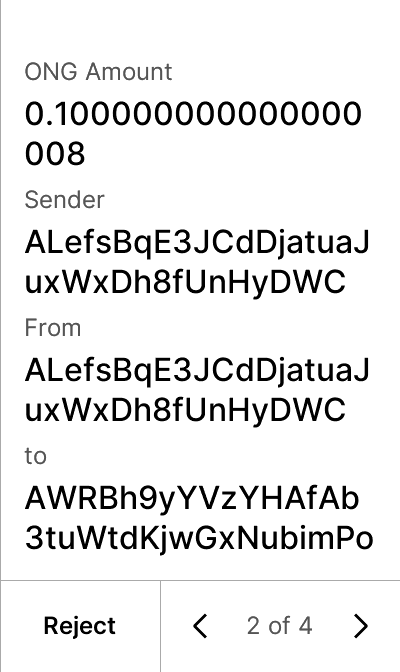 ONG Amount
0.100000000000000
008
Sender
ALefsBqE3JCdDjatuaJ
uxWxDh8fUnHyDWC
From
ALefsBqE3JCdDjatuaJ
uxWxDh8fUnHyDWC
to
AWRBh9yYVzYHAfAb
3tuWtdKjwGxNubimPo
Reject
2 of 4